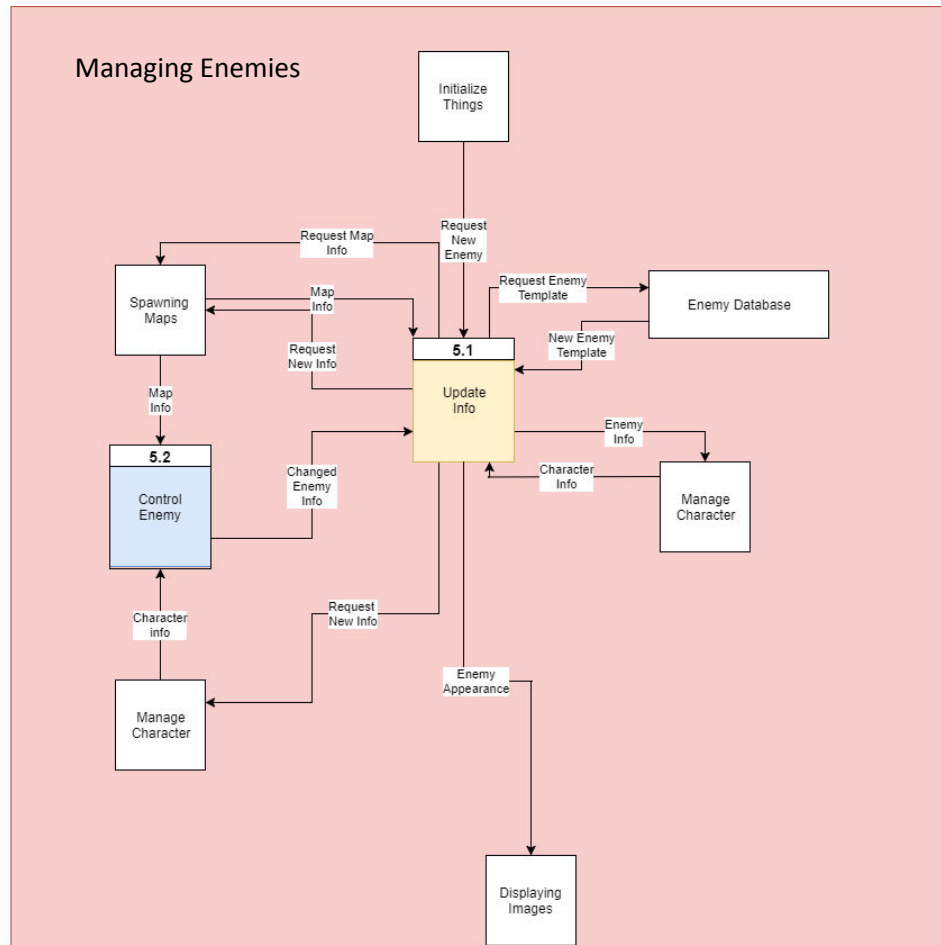 Managing Enemies
Initialize
Things
Request
New
Enemy
Request Map
Info
Request Enemy
Template
Spawning
Maps
Map
Info
Enemy Database
New Enemy
Template
Request
New Info
5.1
Update
Info
Map
Info
Enemy
Info
5.2
Control
Enemy
Changed
Enemy
Info
Character
Info
Manage
Character
Character
info
Request
New Info
Enemy
Appearance
Manage
Character
Displaying
Images